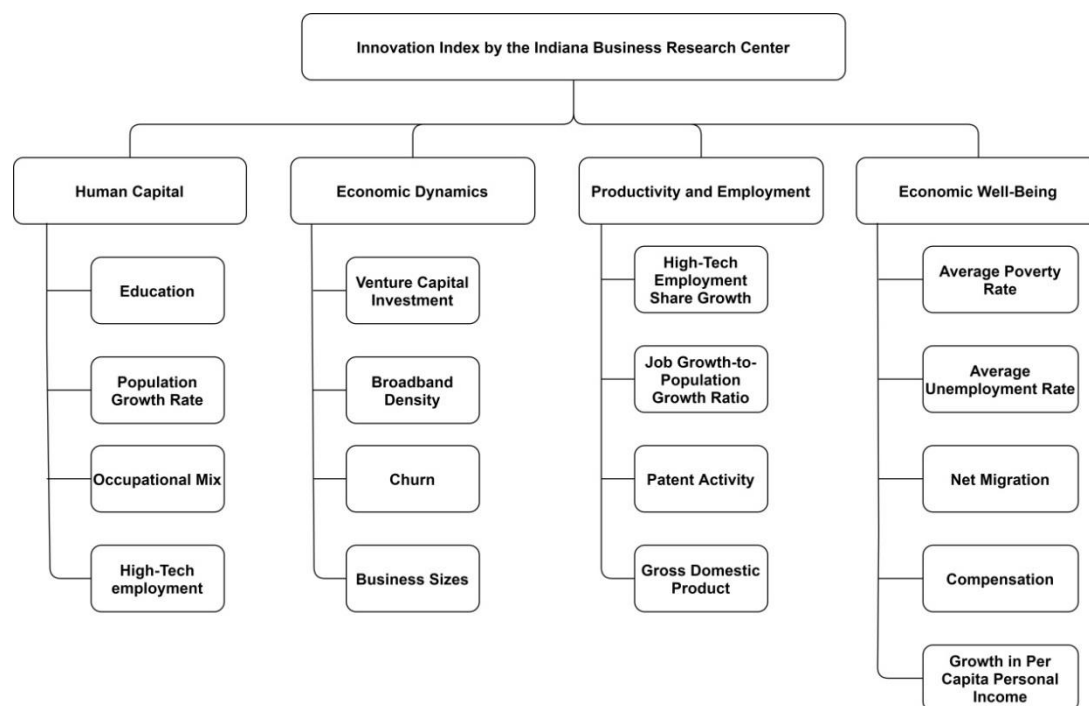 Innovation Index by the Indiana Business Research Center
Human Capital
Economic Dynamics
Productivity and Employment
Economic Well-Being
Education
Population
Growth Rate
Occupational Mix
High-Tech
employment
Venture Capital
Investment
Broadband
Density
Churn
Business Sizes
High-Tech
Employment
Share Growth
Job Growth-to-
Population
Growth Ratio
Patent Activity
Gross Domestic
Product
Average Poverty
Rate
Average
Unemployment Rate
Net Migration
Compensation
Growth in Per
Capita Personal
Income